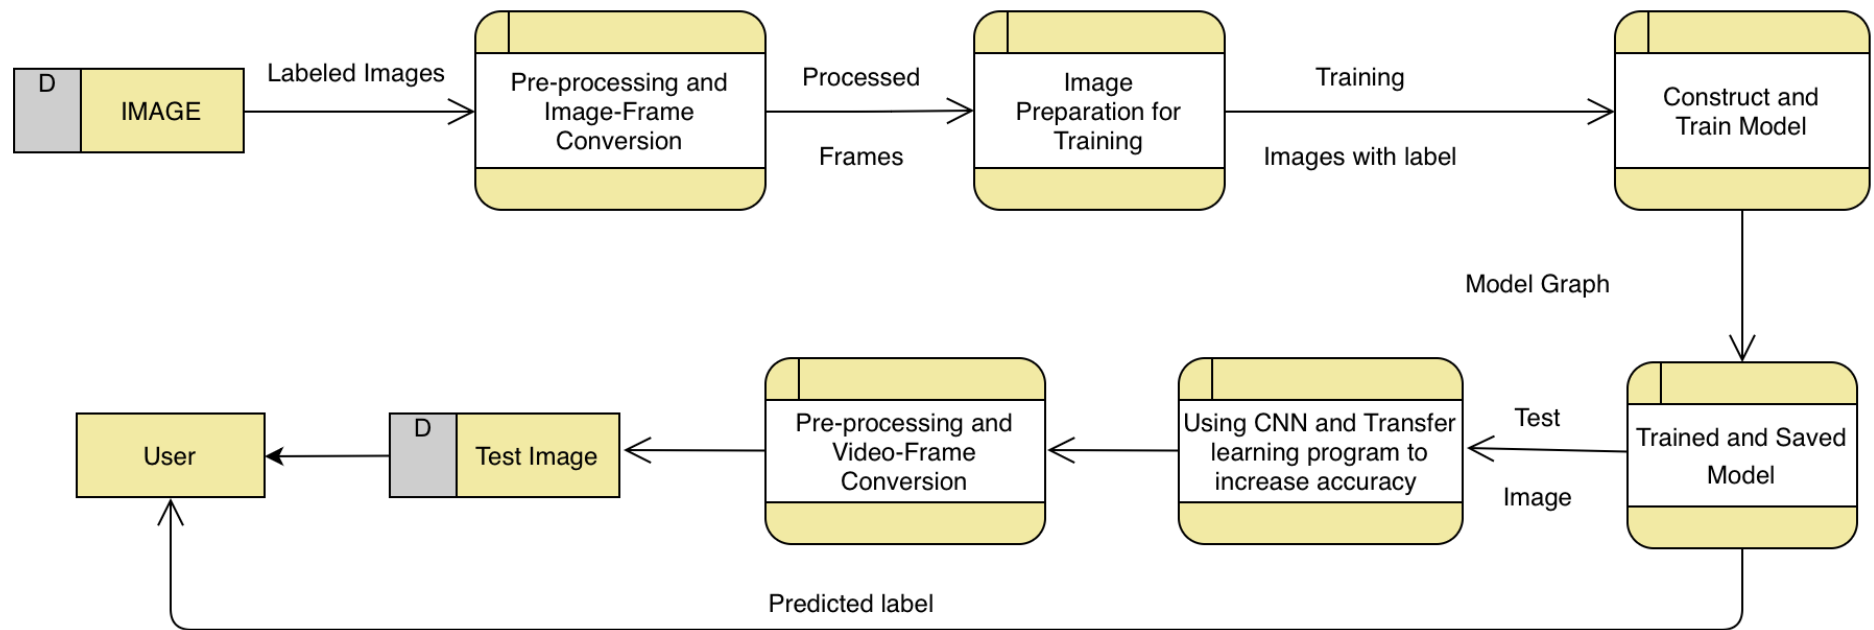 D
IMAGE
Labeled Images
Pre-processing and
Image-Frame
Conversion
Processed
Frames
Image
Preparation for
Training
Training
Images with label
Construct and
Train Model
Model Graph
Trained and Saved
Model
Test
Image
Using CNN and Transfer
learning program to
increase accuracy
Pre-processing and
Video-Frame
Conversion
D
Test Image
User
Predicted label